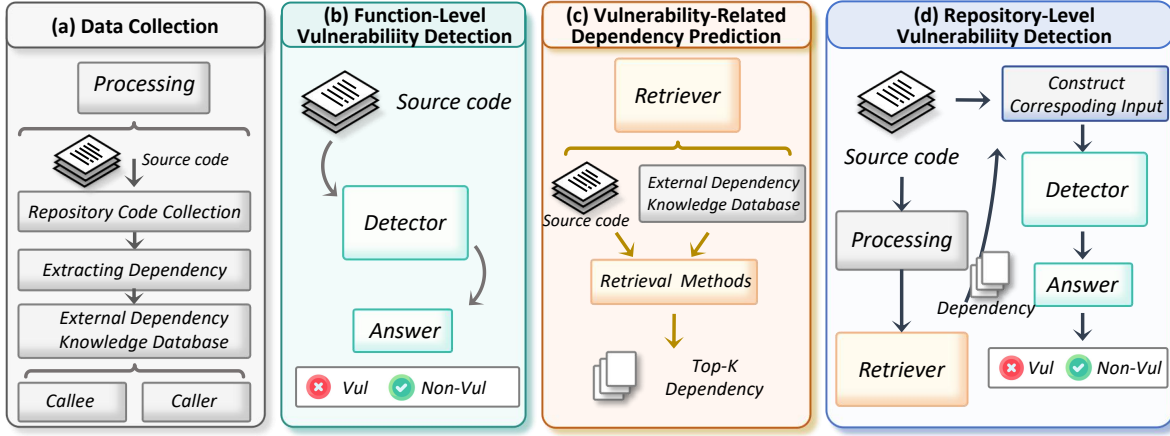 (a) Data Collection
Processing
Source code
Repository Code Collection
Extracting Dependency
External Dependency
Knowledge Database
Callee
Caller
(b) Function-Level
Vulnerabiliity Detection
Source code
Detector
Answer
Vul
Non-Vul
(c) Vulnerability-Related
Dependency Prediction
Retriever
Source code
External Dependency
Knowledge Database
Retrieval Methods
Top-K
Dependency
(d) Repository-Level
Vulnerabiliity Detection
Source code
Construct
Correspoding Input
Processing
Detector
Dependency
Answer
Retriever
Vul
Non-Vul